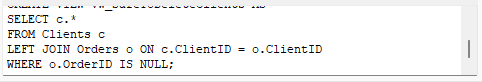 SELECT c.*
FROM Clients c
LEFT JOIN Orders o ON c.ClientID = o.ClientID
WHERE o.OrderID IS NULL;